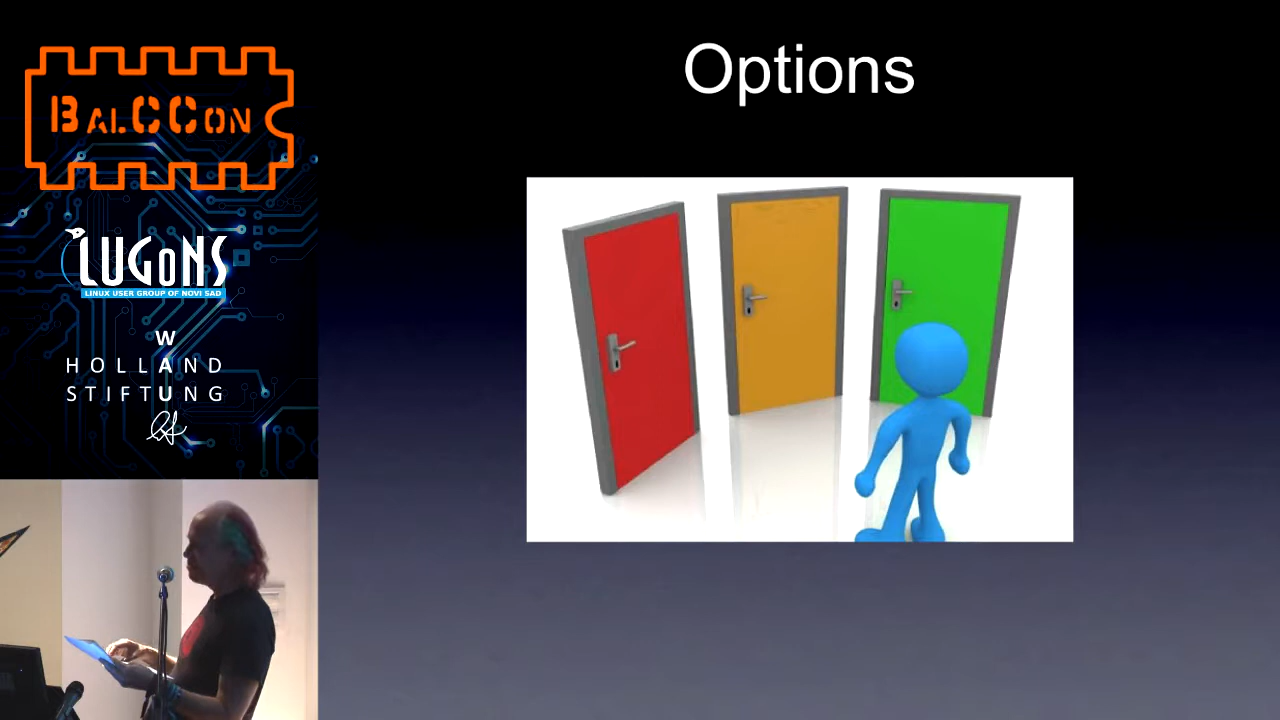 Options
BALCCON
LUGONS
LINUX USER GROUP OF NOVI SAD
W
HOLLAND
STIFTUNG